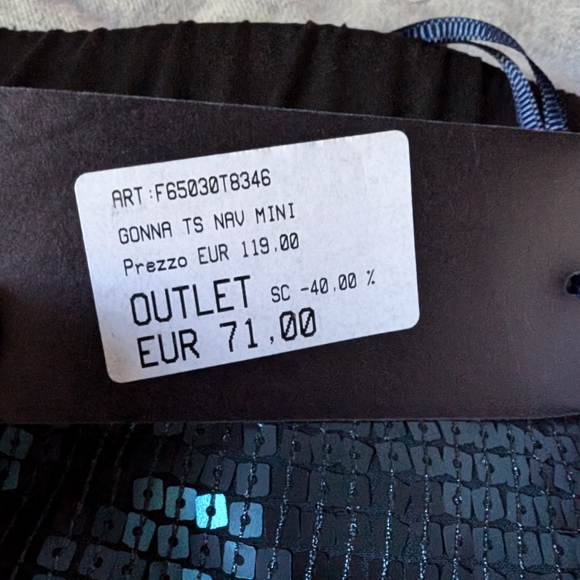 ART:F65030T8346
GONNA TS NAV MINI
Prezzo EUR 119,00
OUTLET SC -40.00 %
EUR 71,00